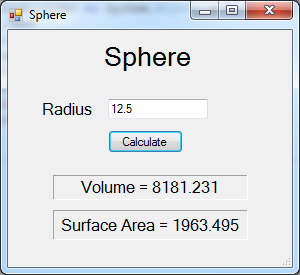 Sphere
Sphere
Radius 12.5
Calculate
Volume = 8181.231
Surface Area = 1963.495